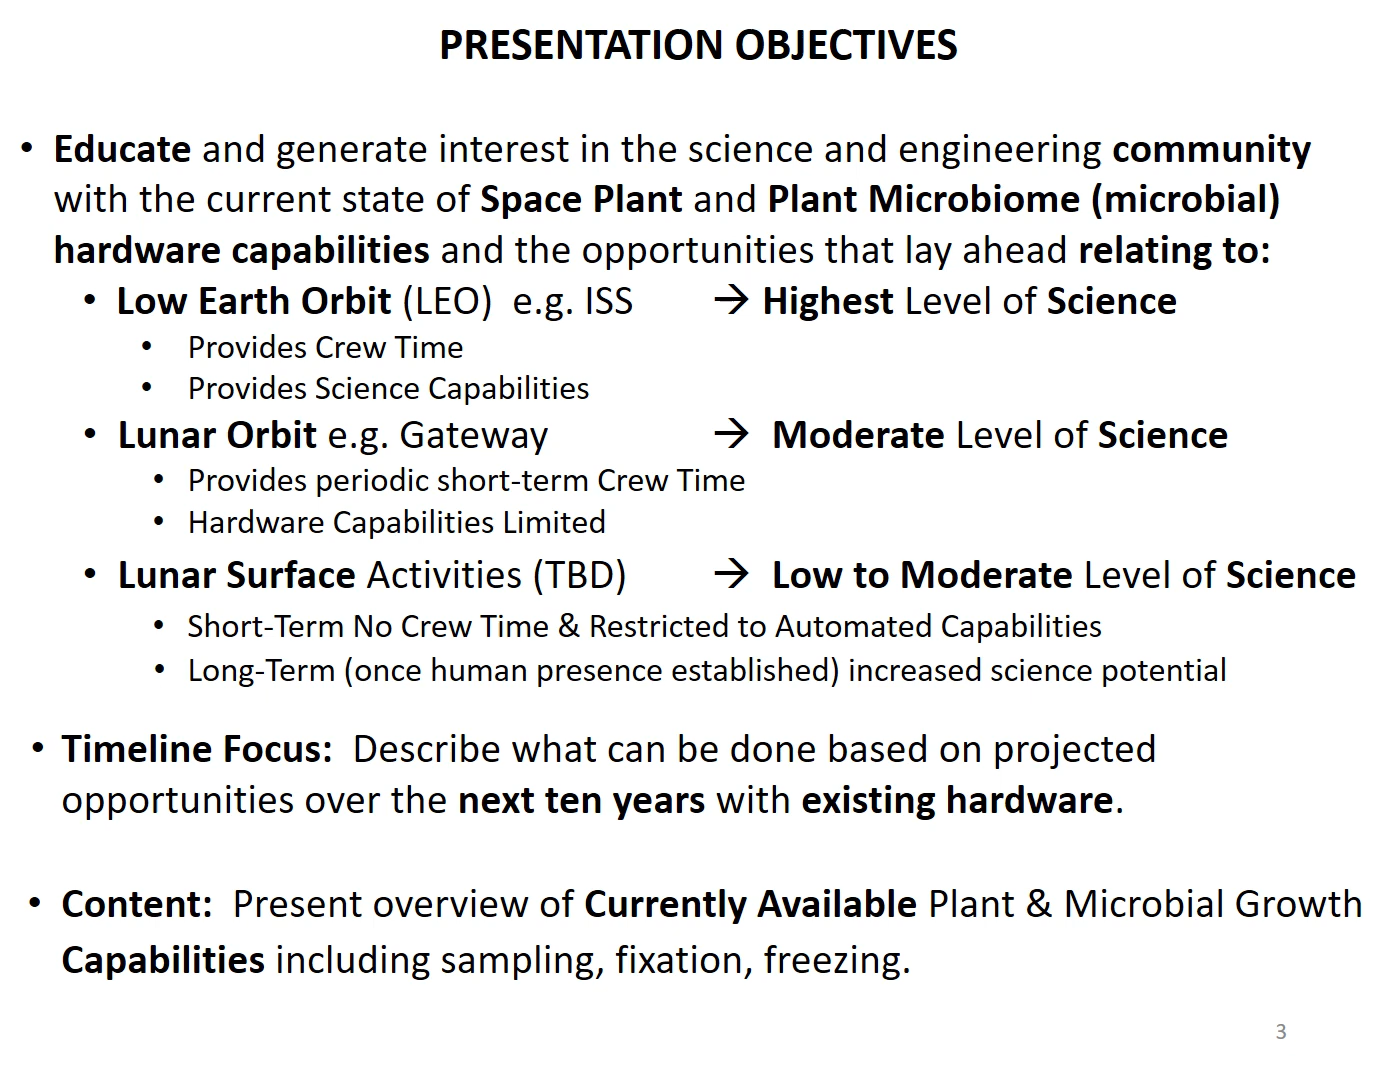 PRESENTATION OBJECTIVES
• Educate and generate interest in the science and engineering community
with the current state of Space Plant and Plant Microbiome (microbial)
hardware capabilities and the opportunities that lay ahead relating to:
• Low Earth Orbit (LEO) e.g. ISS → Highest Level of Science
• Provides Crew Time
• Provides Science Capabilities
• Lunar Orbit e.g. Gateway → Moderate Level of Science
• Provides periodic short-term Crew Time
• Hardware Capabilities Limited
• Lunar Surface Activities (TBD) → Low to Moderate Level of Science
• Short-Term No Crew Time & Restricted to Automated Capabilities
• Long-Term (once human presence established) increased science potential
• Timeline Focus: Describe what can be done based on projected
opportunities over the next ten years with existing hardware.
• Content: Present overview of Currently Available Plant & Microbial Growth
Capabilities including sampling, fixation, freezing.
3